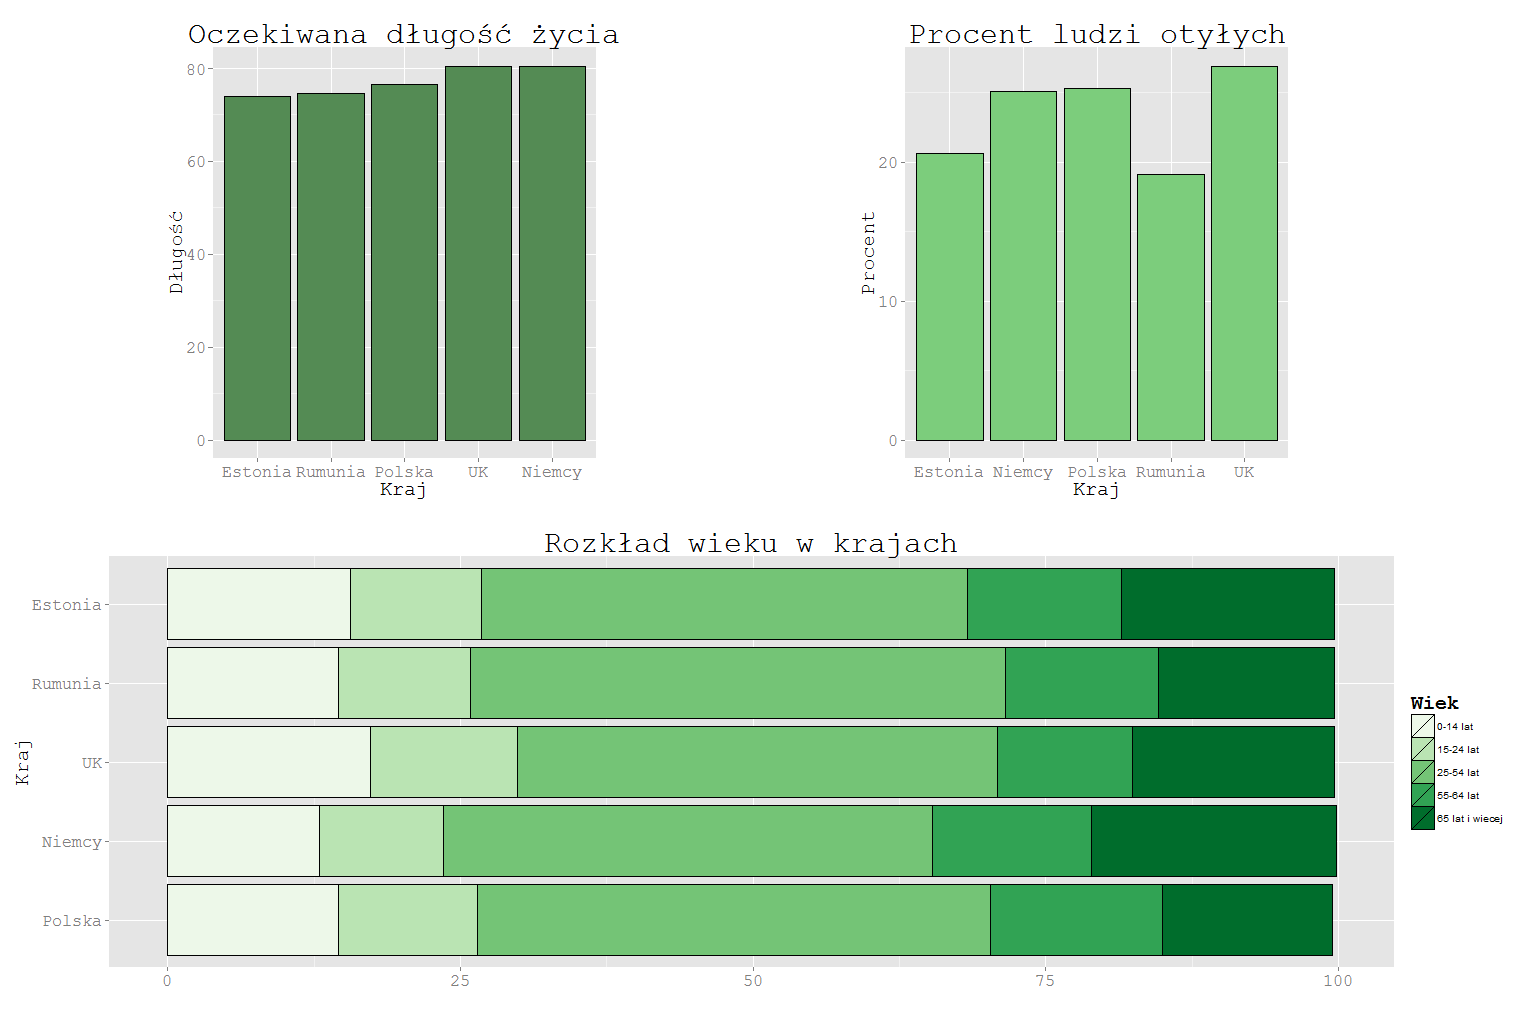 Oczekiwana długość życia
80
60
40
20
0
Długość
Estonia Rumunia Polska UK Niemcy
Kraj
Procent ludzi otyłych
20
10
0
Procent
Estonia Niemcy Polska Rumunia UK
Kraj
Rozkład wieku w krajach
Kraj
Estonia
Rumunia
UK
Niemcy
Polska
0 25 50 75 100
Wiek
0-14 lat
15-24 lat
25-54 lat
55-64 lat
65 lat i wiecej